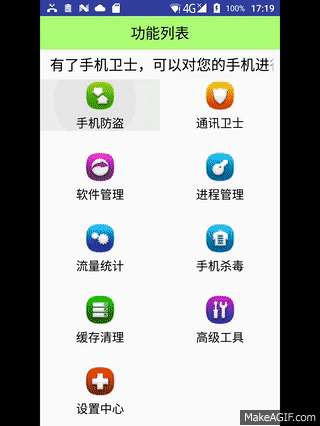 4G 100% 17:19
功能列表
有了手机卫士，可以对您的手机进行
手机防盗 通讯卫士
软件管理 进程管理
流量统计 手机杀毒
缓存清理 高级工具
设置中心
MakeAGIF.com